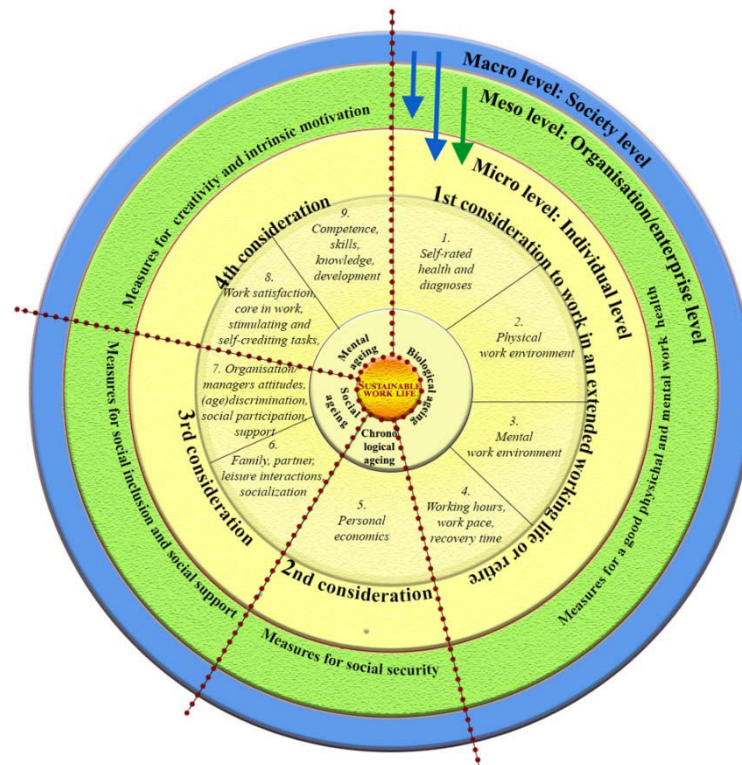 Macro level: Society level
Meso level: Organisation/enterprise level
Micro level: Individual level
1st consideration to work in an extended working life or retire
Measures for a good physichal and mental work health
1.
Self-rated
health and
diagnoses
2.
Physical
work environment
3.
Mental
work environment
4.
Working hours,
work pace,
recovery time
Biological ageing
2nd consideration
Measures for social security
5.
Personal
economics
Chrono
logical
ageing
3rd consideration
Measures for social inclusion and social support
6.
Family, partner,
leisure interactions,
socialization
7. Organisation/
managers attitudes,
(age)discrimination,
social participation,
support
Social
ageing
4th consideration
Measures for creativity and intrinsic motivation
8.
Work satisfaction,
core in work,
stimulating and
self-crediting tasks,
9.
Competence,
skills,
knowledge,
development
Mental
ageing
SUSTAINABLE
WORK LIFE